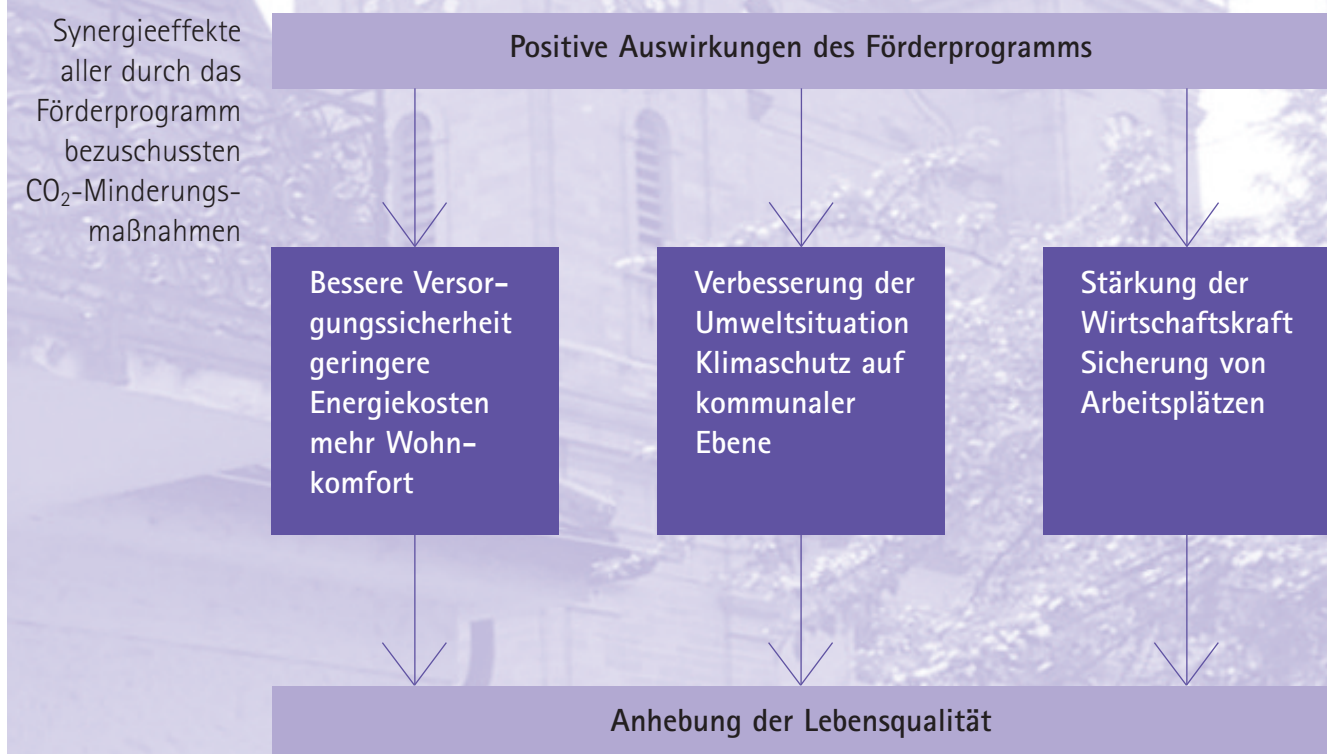 Synergieeffekte
aller durch das
Förderprogramm
bezuschussten
CO₂-Minderungs-
maßnahmen
Positive Auswirkungen des Förderprogramms
Bessere Versor-
gungssicherheit
geringere
Energiekosten
mehr Wohn-
komfort
Verbesserung der
Umweltsituation
Klimaschutz auf
kommunaler
Ebene
Stärkung der
Wirtschaftskraft
Sicherung von
Arbeitsplätzen
Anhebung der Lebensqualität